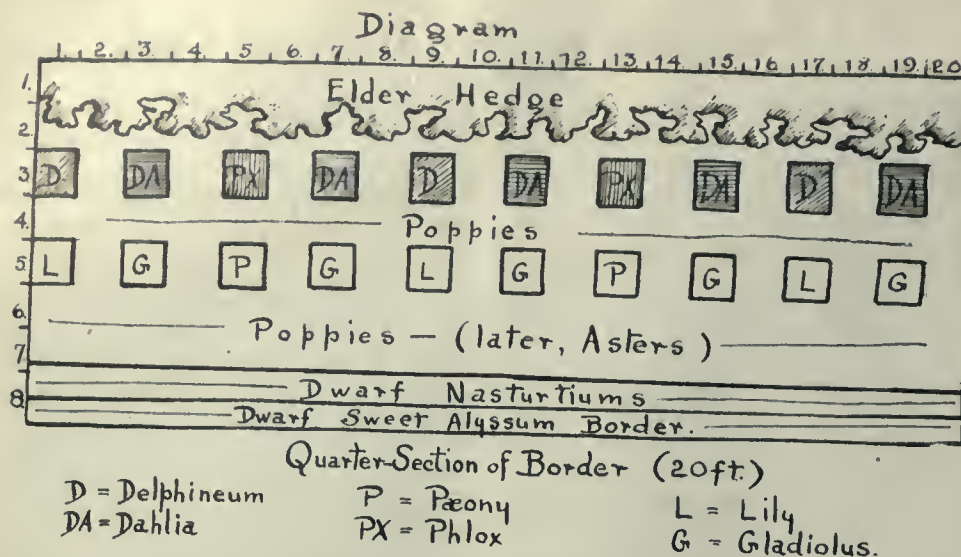 Diagram
1. 2. 3. 4. 5 6. 7. 8. 9. 10. 11. 12. 13. 14 15 16 17 18 19 20
1. Elder Hedge
2.
3 D DA PX DA D DA PX DA D DA
4. Poppies
5. L G P G L G P G L G
6. Poppies — (later, Asters)
7.
Dwarf Nasturtiums
8. Dwarf Sweet Alyssum Border.
Quarter-Section of Border (20ft.)
D = Delphineum P = Pæony L = Lily
DA = Dahlia PX = Phlox G = Gladiolus.